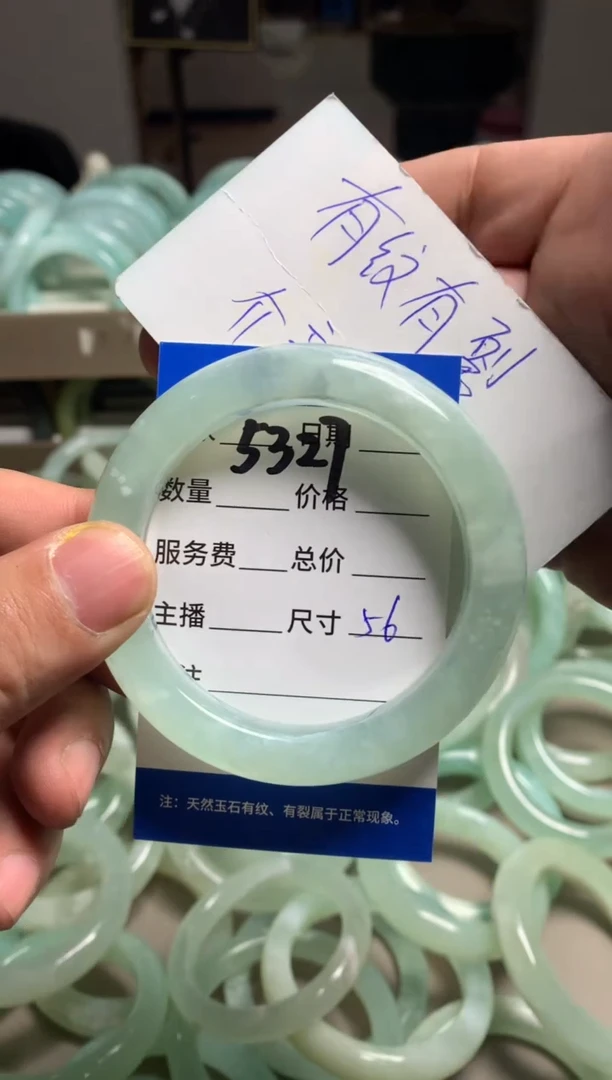 有纹有裂
5327
日期
数量 价格
服务费 总价
主播 尺寸 56
注
注：天然玉石有纹、有裂属于正常现象。